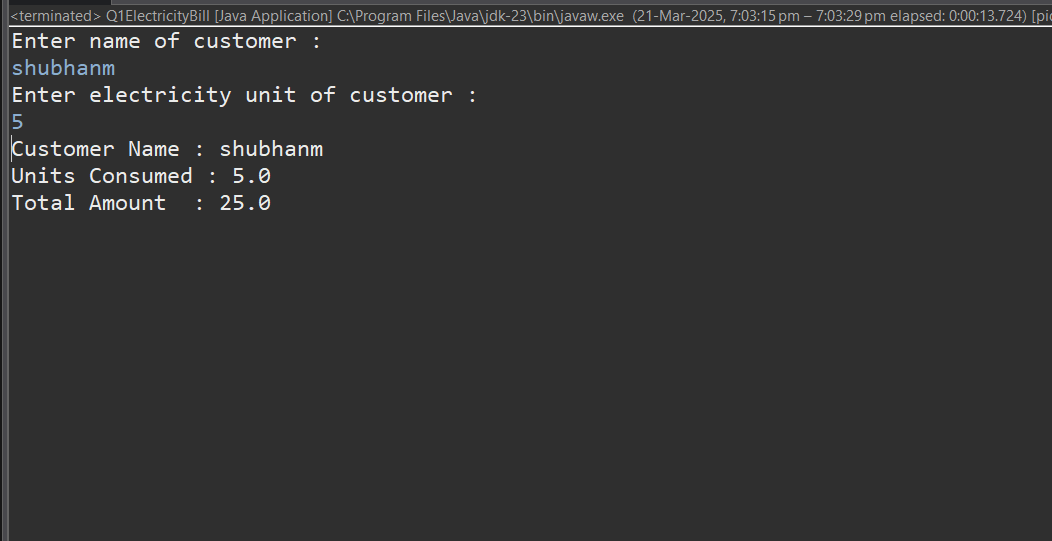 <terminated> Q1ElectricityBill [Java Application] C:\Program Files\Java\jdk-23\bin\javaw.exe (21-Mar-2025, 7:03:15 pm – 7:03:29 pm elapsed: 0:00:13.724) [pid
Enter name of customer :
shubhanm
Enter electricity unit of customer :
5
Customer Name : shubhanm
Units Consumed : 5.0
Total Amount  : 25.0